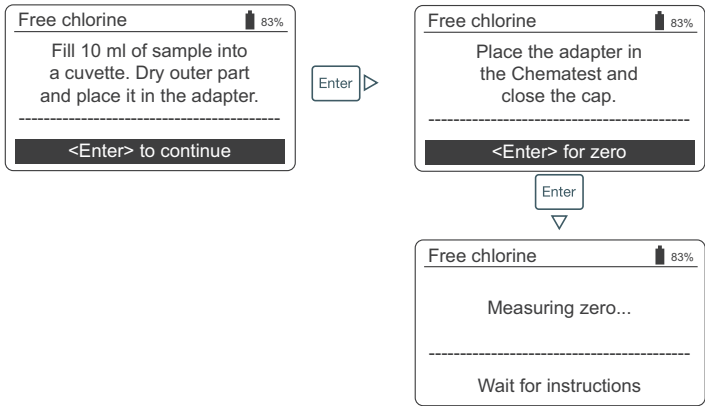 Free chlorine 83%
Fill 10 ml of sample into
a cuvette. Dry outer part
and place it in the adapter.
<Enter> to continue
Enter
Free chlorine 83%
Place the adapter in
the Chematest and
close the cap.
<Enter> for zero
Enter
Free chlorine 83%
Measuring zero...
Wait for instructions